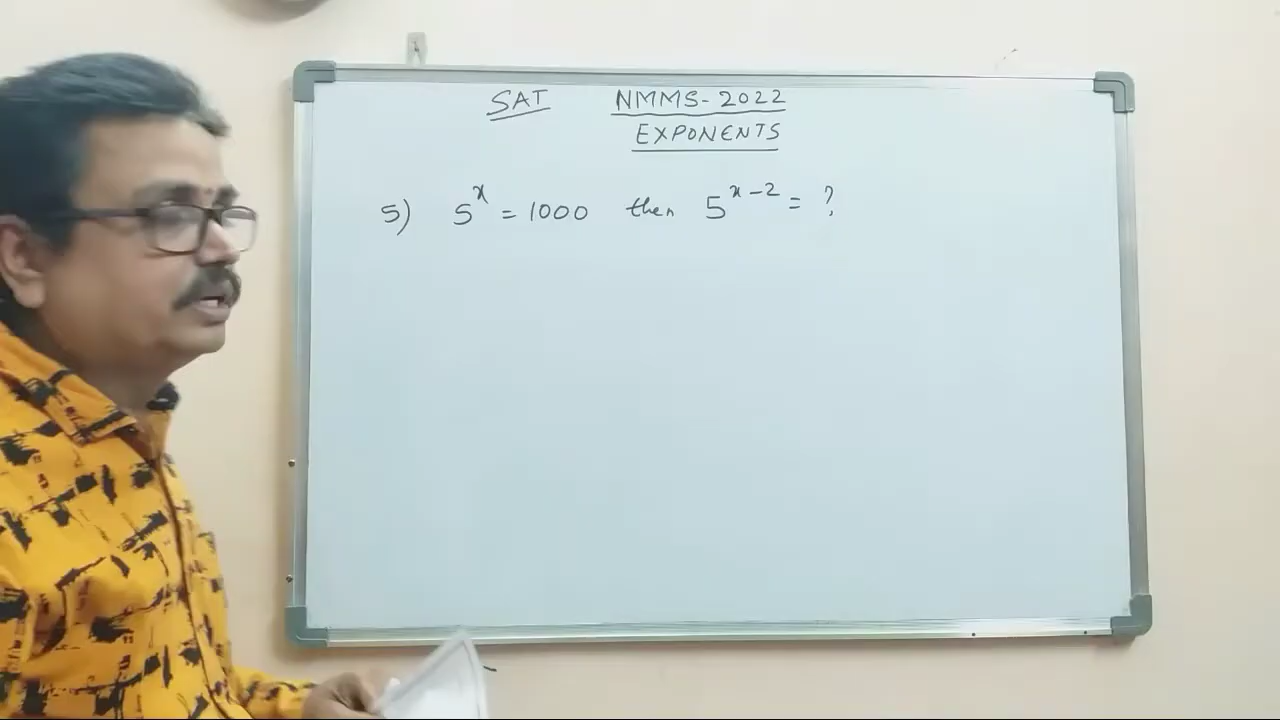 SAT NMMS-2022
EXPONENTS
5) 5^x = 1000 then 5^x-2 = ?